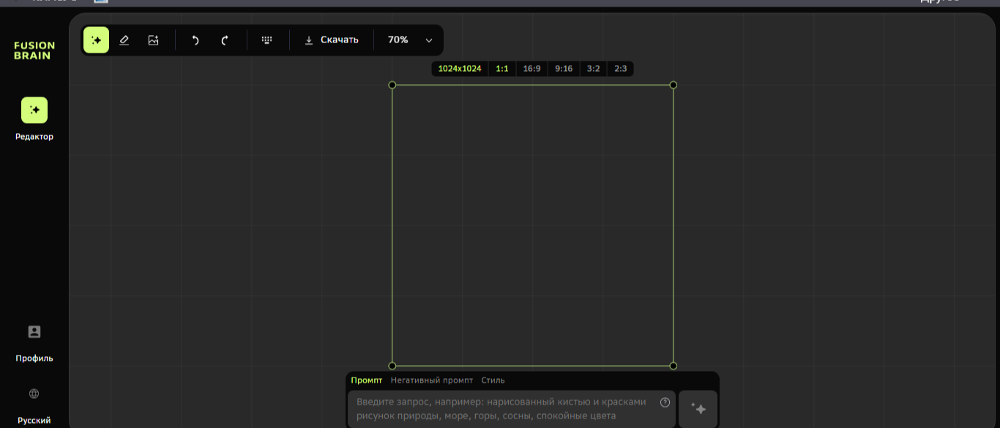 FUSION
BRAIN
Скачать
70%
1024x1024 1:1 16:9 9:16 3:2 2:3
Редактор
Профиль
Русский
Промпт Негативный промпт Стиль
Введите запрос, например: нарисованный кистью и красками
рисунок природы, море, горы, сосны, спокойные цвета